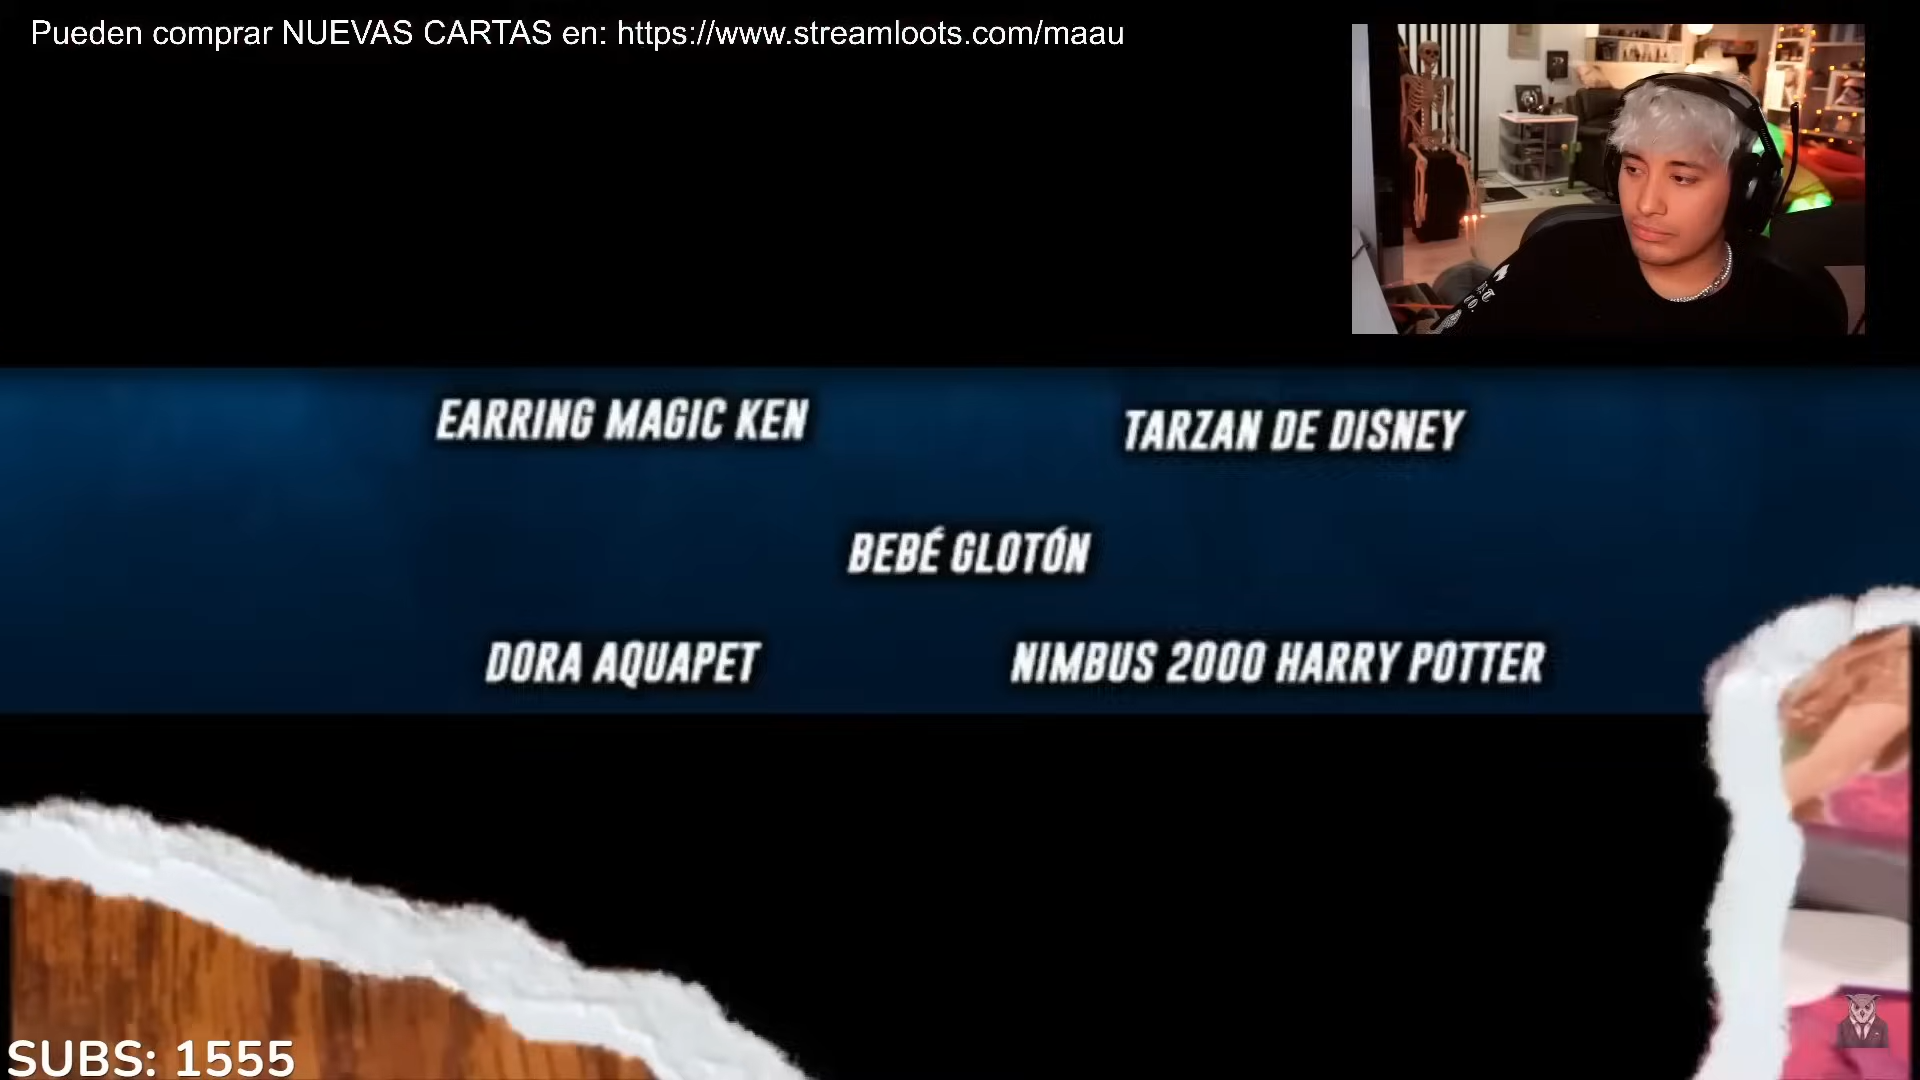 Pueden comprar NUEVAS CARTAS en: https://www.streamloots.com/maau
EARRING MAGIC KEN
TARZAN DE DISNEY
BEBÉ GLOTÓN
DORA AQUAPET
NIMBUS 2000 HARRY POTTER
SUBS: 1555